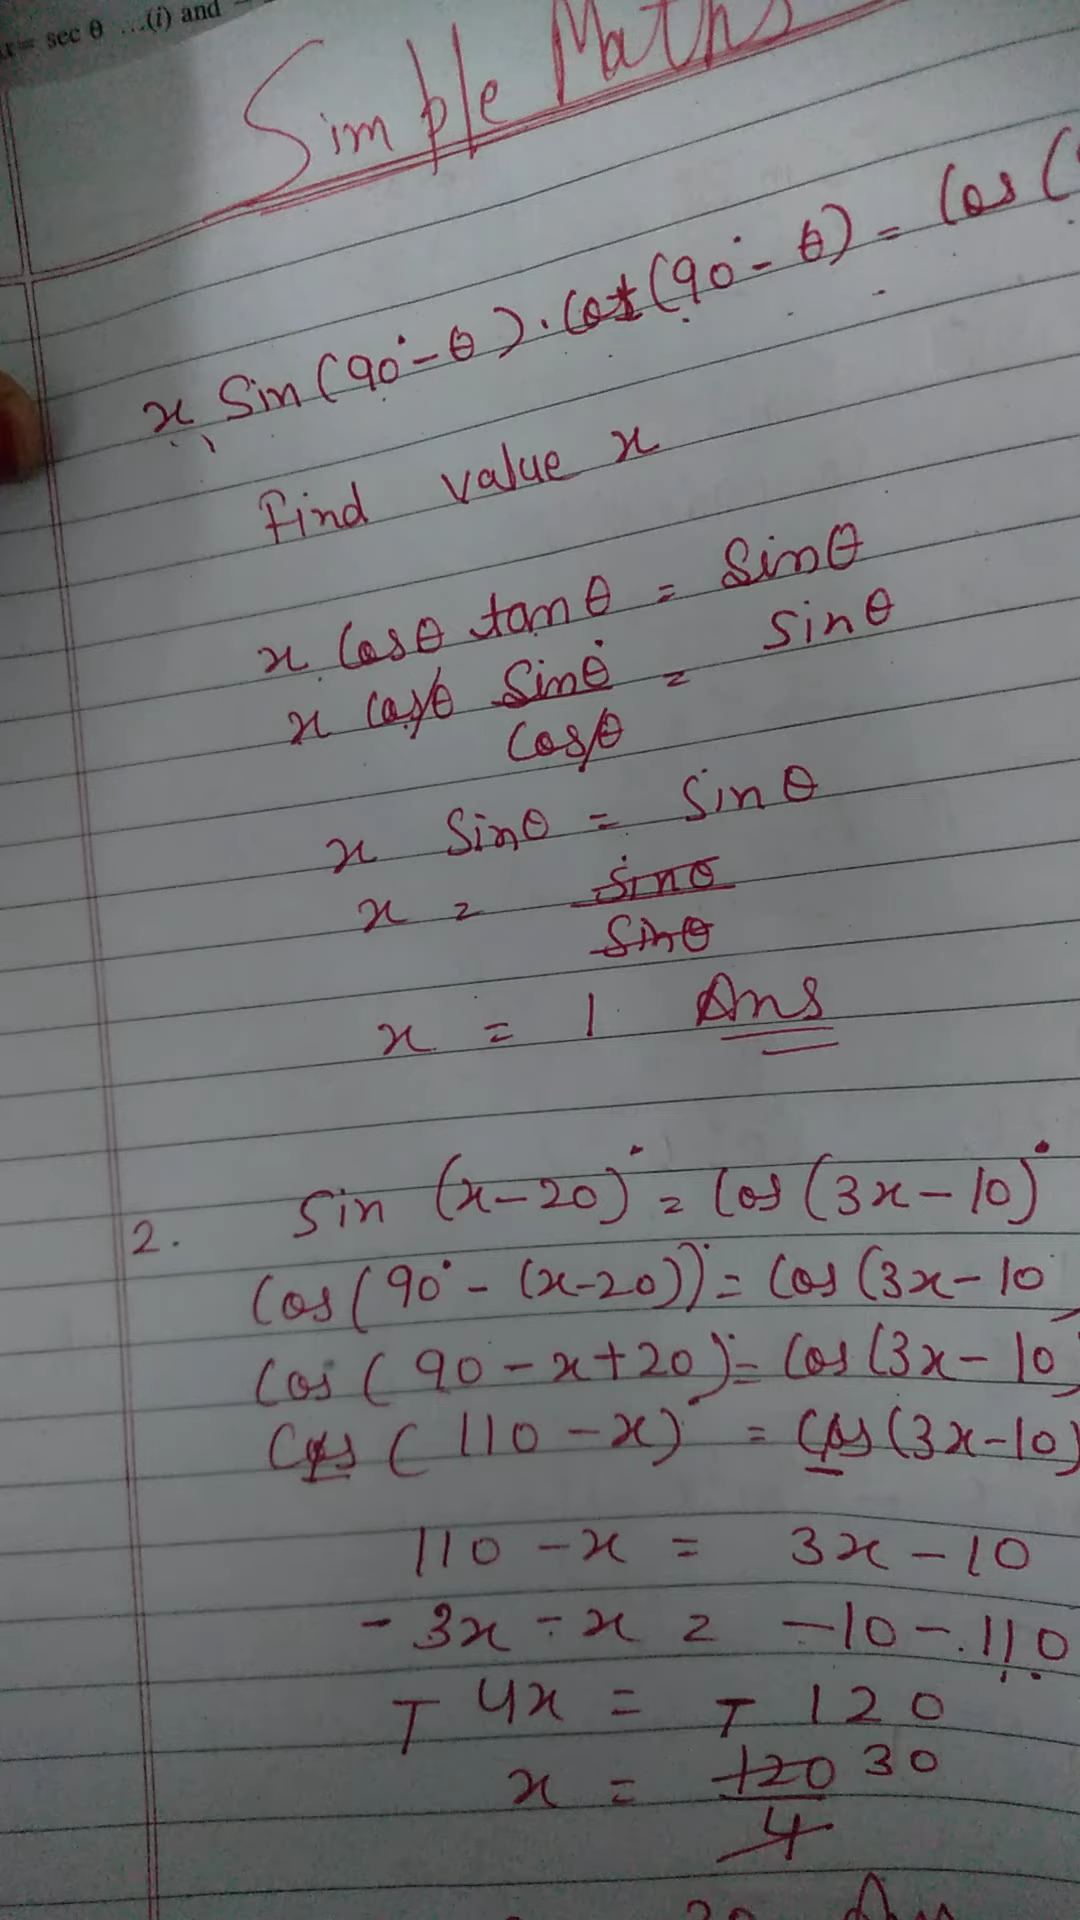 x = sec θ ...(i) and
Simple Maths
x Sin (90° - θ) . Cot (90° - θ) = Cos (
Find value x
x Cosθ tanθ = Sinθ
x Cosθ Sinθ = Sinθ
Cosθ
x Sinθ = Sinθ
x = Sinθ
Sinθ
x = 1 Ans
2. Sin (x-20)° = Cos (3x-10)°
Cos (90° - (x-20))° = Cos (3x-10
Cos (90 - x+20)° = Cos (3x-10)
Cos (110 - x)° = Cos (3x-10)
110 - x = 3x - 10
- 3x - x = -10 - 110
- 4x = - 120
x = 120 30
4